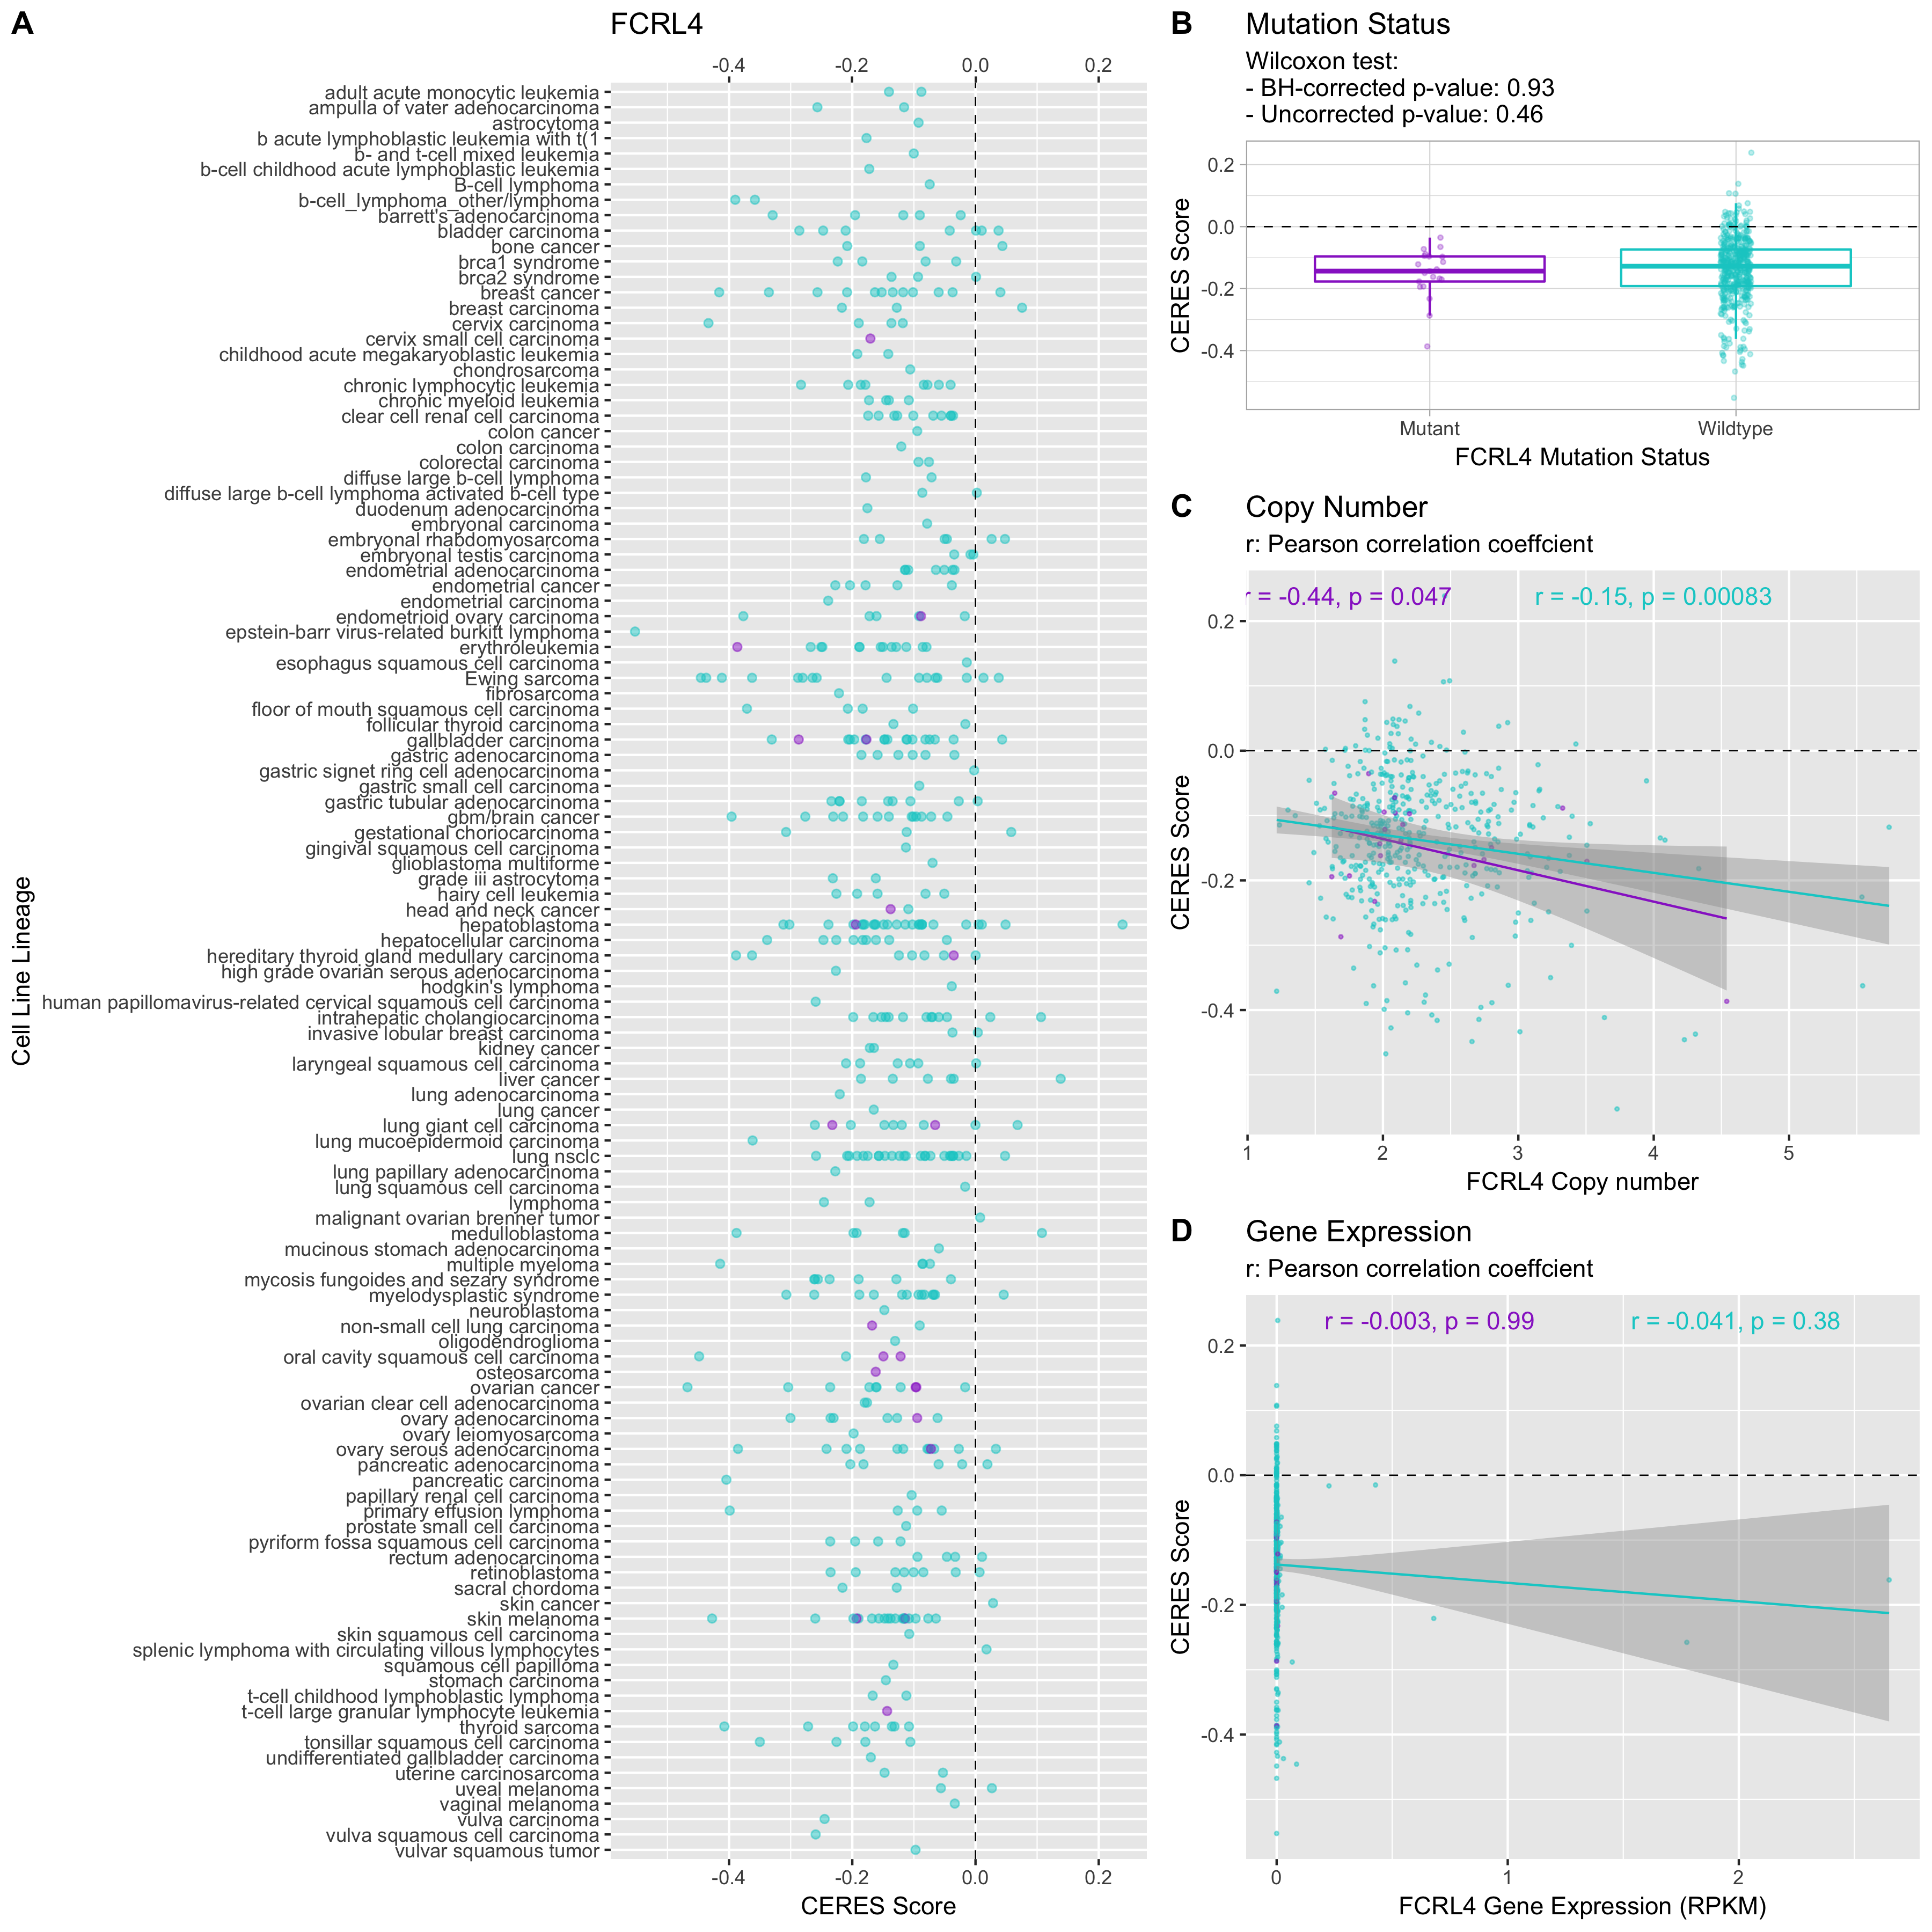 A
FCRL4
-0.4
-0.2
0.0
0.2
Cell Line Lineage
adult acute monocytic leukemia
ampulla of vater adenocarcinoma
astrocytoma
b acute lymphoblastic leukemia with t(1
b- and t-cell mixed leukemia
b-cell childhood acute lymphoblastic leukemia
B-cell lymphoma
b-cell_lymphoma_other/lymphoma
barrett's adenocarcinoma
bladder carcinoma
bone cancer
brca1 syndrome
brca2 syndrome
breast cancer
breast carcinoma
cervix carcinoma
cervix small cell carcinoma
childhood acute megakaryoblastic leukemia
chondrosarcoma
chronic lymphocytic leukemia
chronic myeloid leukemia
clear cell renal cell carcinoma
colon cancer
colon carcinoma
colorectal carcinoma
diffuse large b-cell lymphoma
diffuse large b-cell lymphoma activated b-cell type
duodenum adenocarcinoma
embryonal carcinoma
embryonal rhabdomyosarcoma
embryonal testis carcinoma
endometrial adenocarcinoma
endometrial cancer
endometrial carcinoma
endometrioid ovary carcinoma
epstein-barr virus-related burkitt lymphoma
erythroleukemia
esophagus squamous cell carcinoma
Ewing sarcoma
fibrosarcoma
floor of mouth squamous cell carcinoma
follicular thyroid carcinoma
gallbladder carcinoma
gastric adenocarcinoma
gastric signet ring cell adenocarcinoma
gastric small cell carcinoma
gastric tubular adenocarcinoma
gbm/brain cancer
gestational choriocarcinoma
gingival squamous cell carcinoma
glioblastoma multiforme
grade iii astrocytoma
hairy cell leukemia
head and neck cancer
hepatoblastoma
hepatocellular carcinoma
hereditary thyroid gland medullary carcinoma
high grade ovarian serous adenocarcinoma
hodgkin's lymphoma
human papillomavirus-related cervical squamous cell carcinoma
intrahepatic cholangiocarcinoma
invasive lobular breast carcinoma
kidney cancer
laryngeal squamous cell carcinoma
liver cancer
lung adenocarcinoma
lung cancer
lung giant cell carcinoma
lung mucoepidermoid carcinoma
lung nsclc
lung papillary adenocarcinoma
lung squamous cell carcinoma
lymphoma
malignant ovarian brenner tumor
medulloblastoma
mucinous stomach adenocarcinoma
multiple myeloma
mycosis fungoides and sezary syndrome
myelodysplastic syndrome
neuroblastoma
non-small cell lung carcinoma
oligodendroglioma
oral cavity squamous cell carcinoma
osteosarcoma
ovarian cancer
ovarian clear cell adenocarcinoma
ovary adenocarcinoma
ovary leiomyosarcoma
ovary serous adenocarcinoma
pancreatic adenocarcinoma
pancreatic carcinoma
papillary renal cell carcinoma
primary effusion lymphoma
prostate small cell carcinoma
pyriform fossa squamous cell carcinoma
rectum adenocarcinoma
retinoblastoma
sacral chordoma
skin cancer
skin melanoma
skin squamous cell carcinoma
splenic lymphoma with circulating villous lymphocytes
squamous cell papilloma
stomach carcinoma
t-cell childhood lymphoblastic lymphoma
t-cell large granular lymphocyte leukemia
thyroid sarcoma
tonsillar squamous cell carcinoma
undifferentiated gallbladder carcinoma
uterine carcinosarcoma
uveal melanoma
vaginal melanoma
vulva carcinoma
vulva squamous cell carcinoma
vulvar squamous tumor
-0.4
-0.2
0.0
0.2
CERES Score
B
Mutation Status
Wilcoxon test:
- BH-corrected p-value: 0.93
- Uncorrected p-value: 0.46
CERES Score
0.2
0.0
-0.2
-0.4
Mutant
Wildtype
FCRL4 Mutation Status
C
Copy Number
r: Pearson correlation coeffcient
r = -0.44, p = 0.047
r = -0.15, p = 0.00083
CERES Score
0.2
0.0
-0.2
-0.4
1
2
3
4
5
FCRL4 Copy number
D
Gene Expression
r: Pearson correlation coeffcient
r = -0.003, p = 0.99
r = -0.041, p = 0.38
CERES Score
0.2
0.0
-0.2
-0.4
0
1
2
FCRL4 Gene Expression (RPKM)